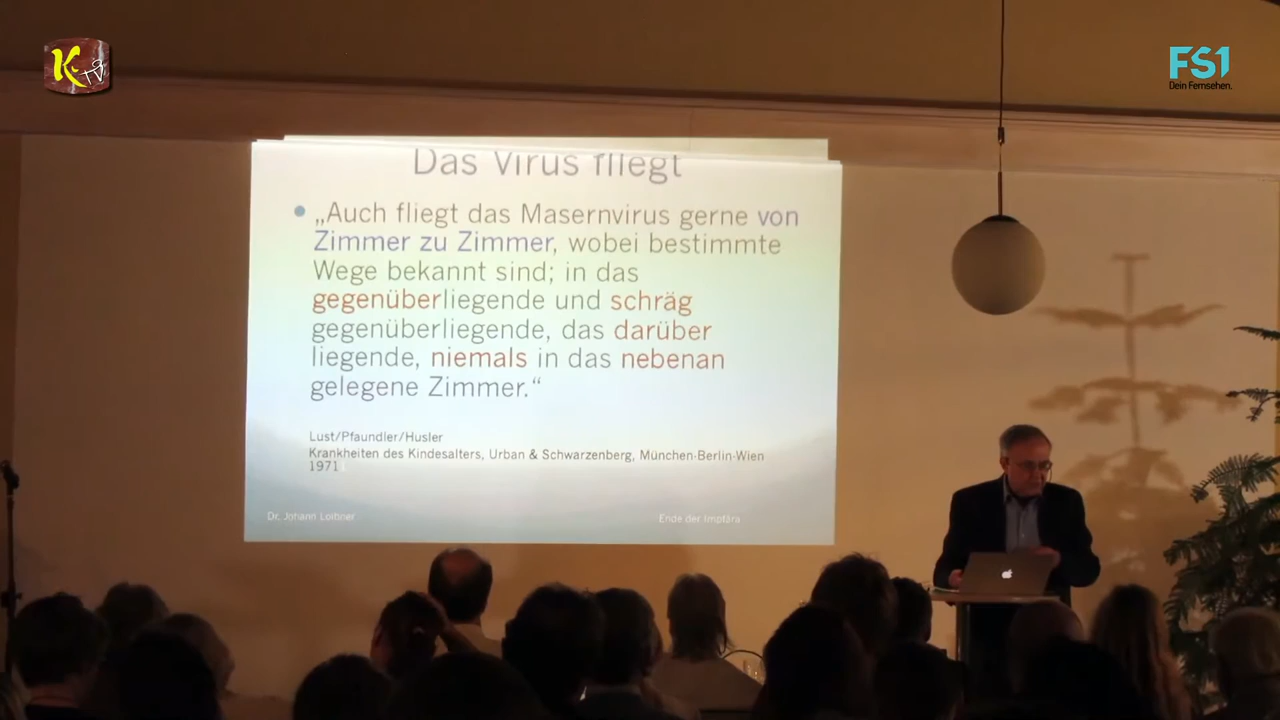 K-TV
FS1
Dein Fernsehen.
Das Virus fliegt
„Auch fliegt das Masernvirus gerne von
Zimmer zu Zimmer, wobei bestimmte
Wege bekannt sind; in das
gegenüberliegende und schräg
gegenüberliegende, das darüber
liegende, niemals in das nebenan
gelegene Zimmer.“
Lust/Pfaundler/Husler
Krankheiten des Kindesalters, Urban & Schwarzenberg, München-Berlin-Wien
1971
Dr. Johann Loibner
Ende der Impfära